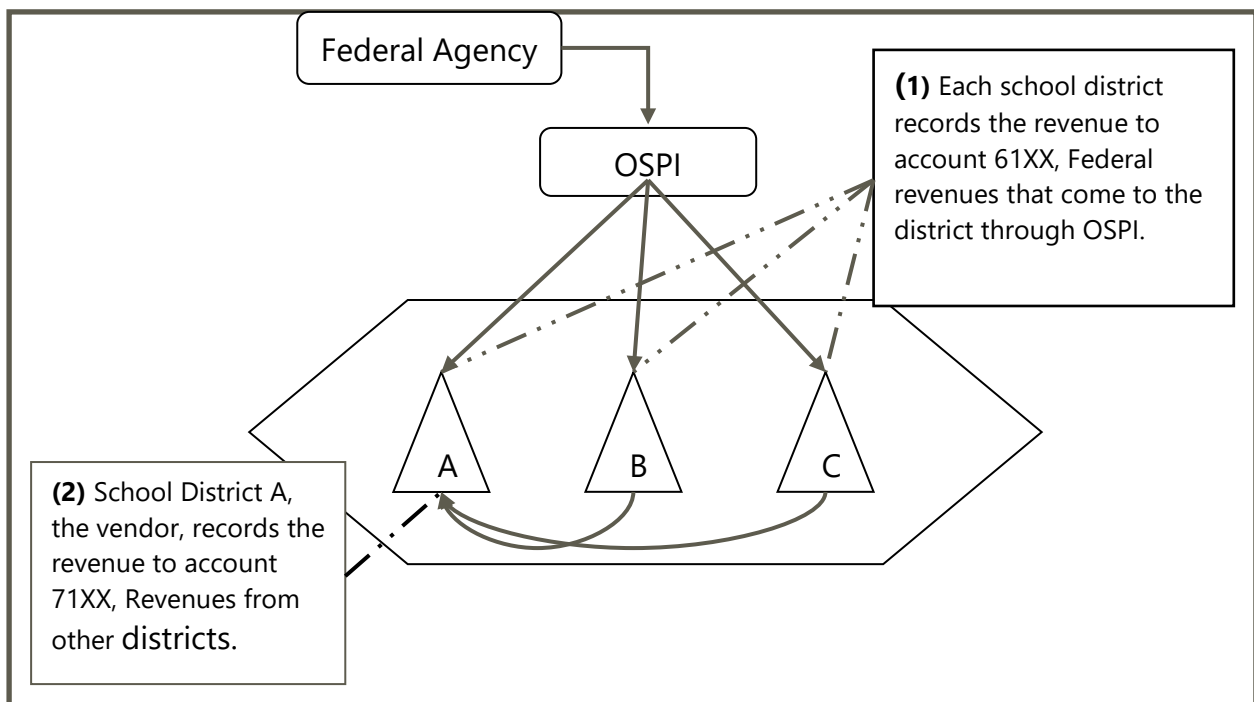 Federal Agency
OSPI
(1) Each school district
records the revenue to
account 61XX, Federal
revenues that come to the
district through OSPI.
A
B
C
(2) School District A,
the vendor, records the
revenue to account
71XX, Revenues from
other districts.